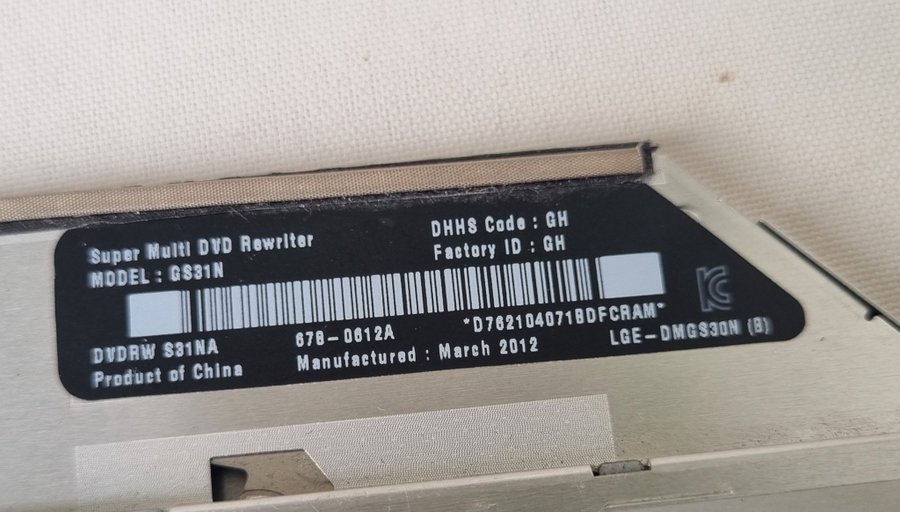 Super Multi DVD Rewriter
MODEL : GS31N
DHHS Code : GH
Factory ID : GH
DVDRW S31NA
678-0612A
*D762104071BDFCRAM*
Product of China
Manufactured : March 2012
LGE-DMGS30N (B)